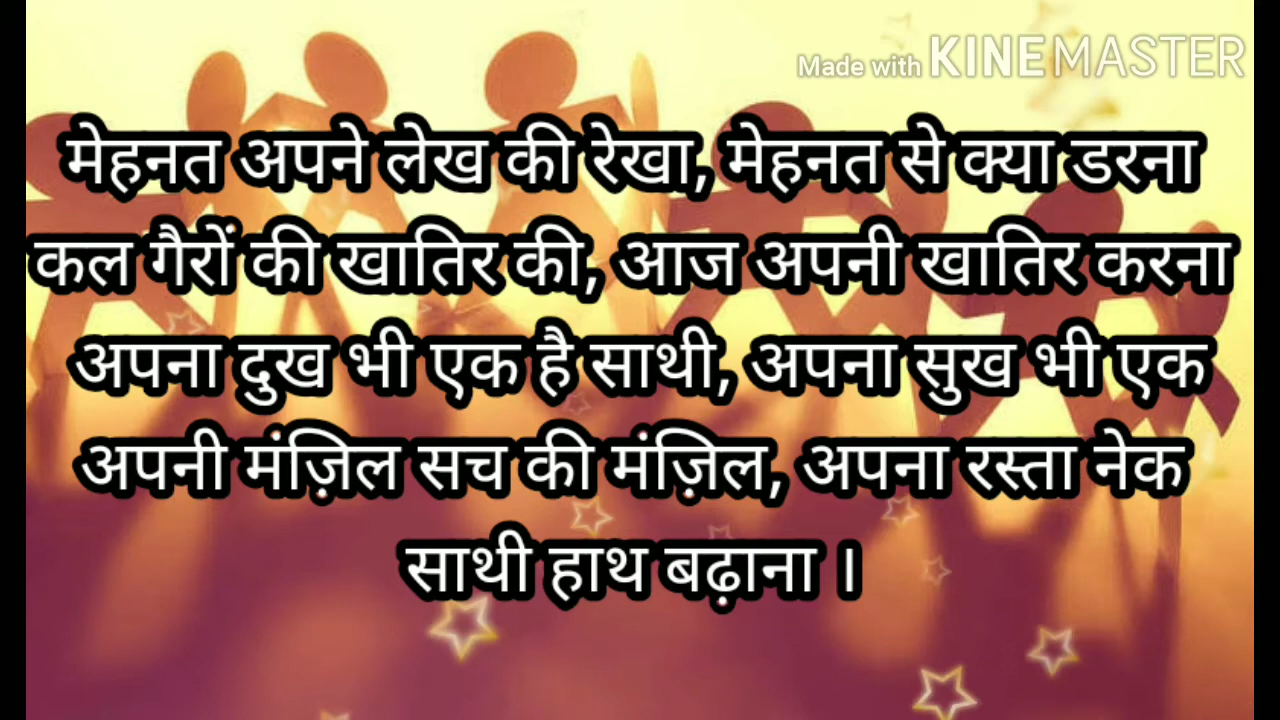 Made with KINEMASTER
मेहनत अपने लेख की रेखा, मेहनत से क्या डरना
कल गैरों की खातिर की, आज अपनी खातिर करना
अपना दुख भी एक है साथी, अपना सुख भी एक
अपनी मंज़िल सच की मंज़िल, अपना रस्ता नेक
साथी हाथ बढ़ाना ।